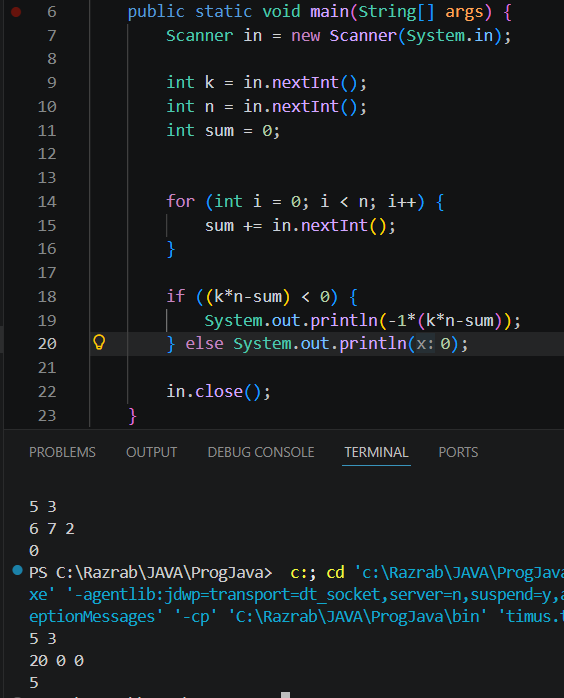 6 public static void main(String[] args) {
7 Scanner in = new Scanner(System.in);
8
9 int k = in.nextInt();
10 int n = in.nextInt();
11 int sum = 0;
12
13
14 for (int i = 0; i < n; i++) {
15 sum += in.nextInt();
16 }
17
18 if ((k*n-sum) < 0) {
19 System.out.println(-1*(k*n-sum));
20 } else System.out.println(x: 0);
21
22 in.close();
23 }
PROBLEMS OUTPUT DEBUG CONSOLE TERMINAL PORTS
5 3
6 7 2
0
PS C:\Razrab\JAVA\ProgJava> c:; cd 'c:\Razrab\JAVA\ProgJava
xe' '-agentlib:jdwp=transport=dt_socket,server=n,suspend=y,a
eptionMessages' '-cp' 'C:\Razrab\JAVA\ProgJava\bin' 'timus.t
5 3
20 0 0
5